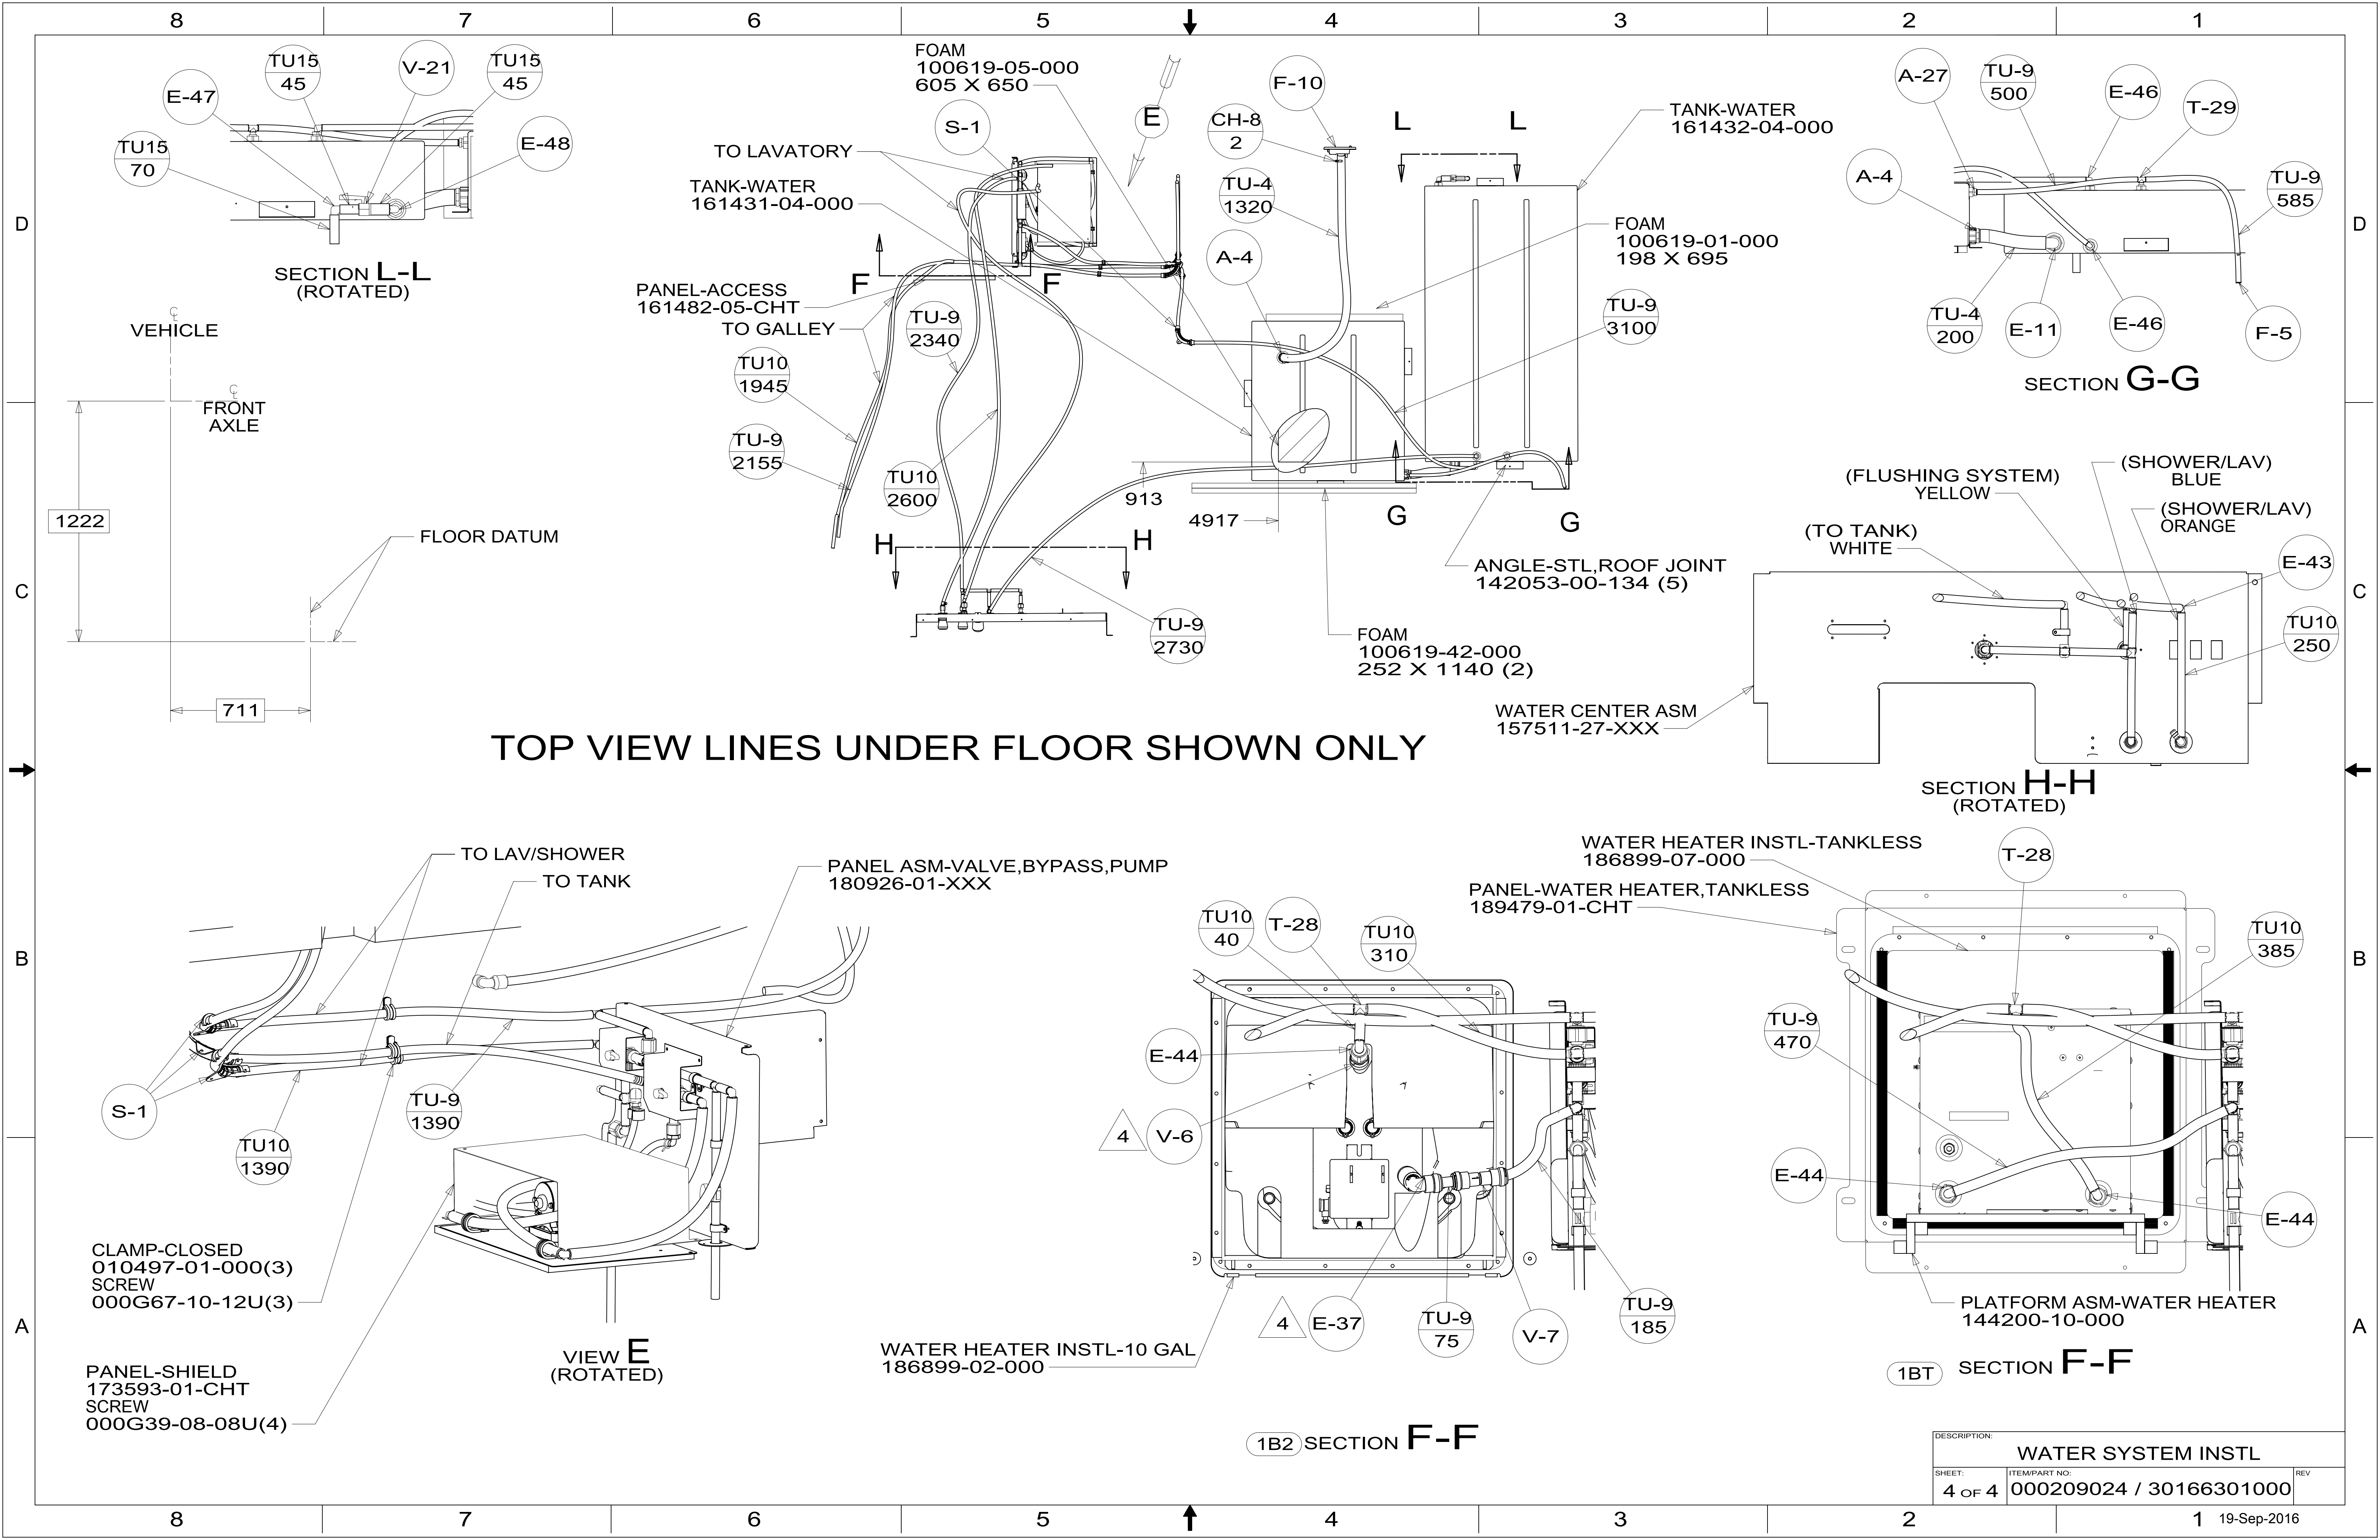 8 7 6 5 4 3 2 1
D
C
B
A
D
C
B
A
TU15
45
V-21
TU15
45
E-47
E-48
TU15
70
SECTION L-L
(ROTATED)
℄
VEHICLE
℄
FRONT
AXLE
1222
711
FLOOR DATUM
FOAM
100619-05-000
605 X 650
S-1
E
TO LAVATORY
TANK-WATER
161431-04-000
F
F
PANEL-ACCESS
161482-05-CHT
TO GALLEY
TU-9
2340
TU10
1945
TU-9
2155
TU10
2600
H
H
F-10
CH-8
2
TU-4
1320
A-4
L
L
TANK-WATER
161432-04-000
FOAM
100619-01-000
198 X 695
TU-9
3100
913
4917
G
G
ANGLE-STL,ROOF JOINT
142053-00-134 (5)
TU-9
2730
FOAM
100619-42-000
252 X 1140 (2)
A-27
TU-9
500
E-46
T-29
A-4
TU-9
585
TU-4
200
E-11
E-46
F-5
SECTION G-G
(FLUSHING SYSTEM)
YELLOW
(SHOWER/LAV)
BLUE
(SHOWER/LAV)
ORANGE
(TO TANK)
WHITE
E-43
TU10
250
WATER CENTER ASM
157511-27-XXX
SECTION H-H
(ROTATED)
TOP VIEW LINES UNDER FLOOR SHOWN ONLY
TO LAV/SHOWER
TO TANK
PANEL ASM-VALVE,BYPASS,PUMP
180926-01-XXX
S-1
TU10
1390
TU-9
1390
CLAMP-CLOSED
010497-01-000(3)
SCREW
000G67-10-12U(3)
PANEL-SHIELD
173593-01-CHT
SCREW
000G39-08-08U(4)
VIEW E
(ROTATED)
TU10
40
T-28
TU10
310
E-44
4
V-6
4
E-37
TU-9
75
V-7
TU-9
185
WATER HEATER INSTL-10 GAL
186899-02-000
1B2 SECTION F-F
WATER HEATER INSTL-TANKLESS
186899-07-000
PANEL-WATER HEATER,TANKLESS
189479-01-CHT
T-28
TU10
385
TU-9
470
E-44
E-44
PLATFORM ASM-WATER HEATER
144200-10-000
1BT SECTION F-F
DESCRIPTION:
WATER SYSTEM INSTL
SHEET:
4 OF 4
ITEM/PART NO:
000209024 / 30166301000
REV
8 7 6 5 4 3 2 1
19-Sep-2016